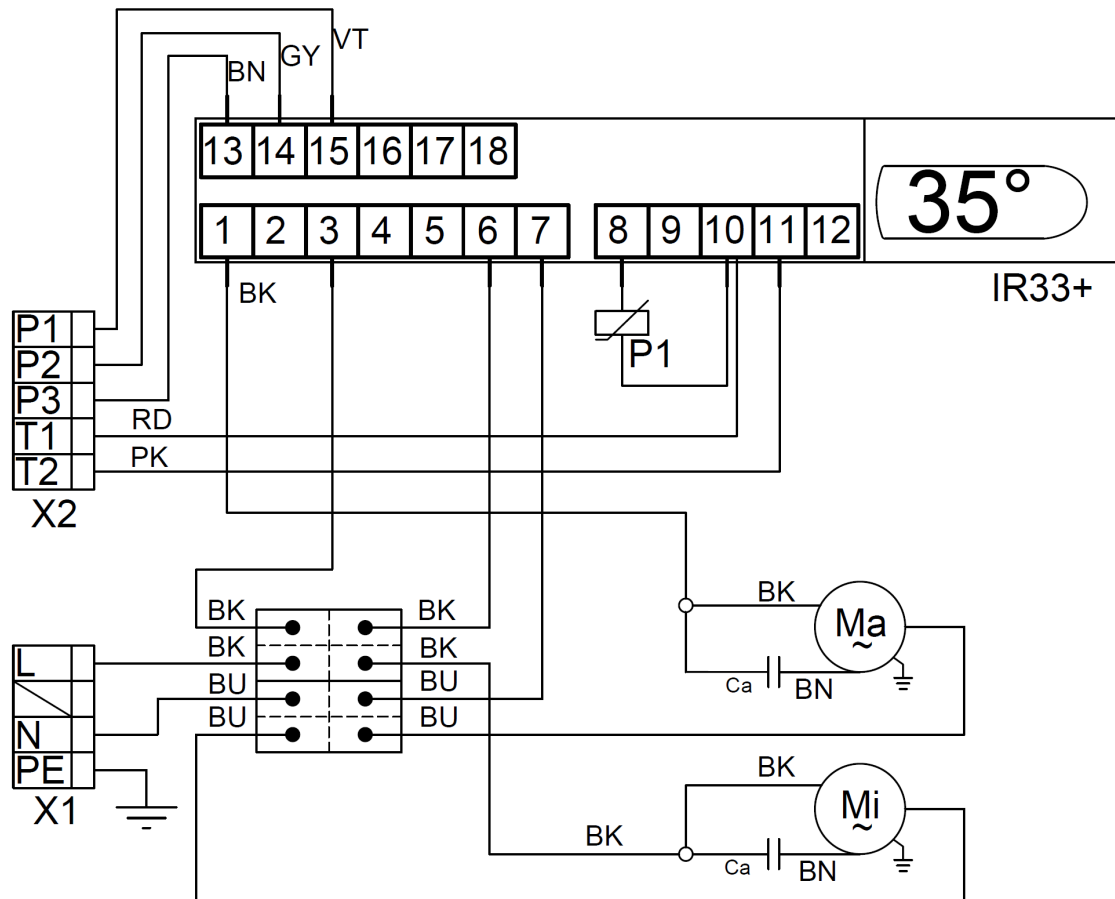 VT
GY
BN
13 14 15 16 17 18
35°
1 2 3 4 5 6 7 8 9 10 11 12
BK
IR33+
P1
P1
P2
P3
RD
T1
PK
T2
X2
BK BK BK
Ma
~
BK BK
L
Ca BN
BU BU
BU BU
N
PE
X1
BK
Mi
~
BK
Ca BN